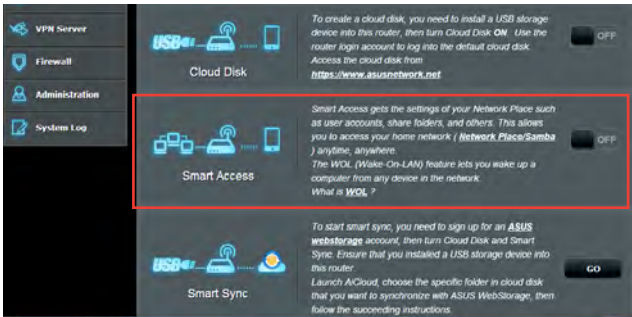 VPN Server
Firewall
Administration
System Log
USB
Cloud Disk
To create a cloud disk, you need to install a USB storage
device into this router, then turn Cloud Disk ON. Use the
router login account to log into the default cloud disk.
Access the cloud disk from
https://www.asusnetwork.net.
OFF
Smart Access
Smart Access gets the settings of your Network Place such
as user accounts, share folders, and others. This allows
you to access your home network ( Network Place/Samba
) anytime, anywhere.
The WOL (Wake-On-LAN) feature lets you wake up a
computer from any device in the network.
What is WOL ?
OFF
USB
Smart Sync
To start smart sync, you need to sign up for an ASUS
webstorage account, then turn Cloud Disk and Smart
Sync. Ensure that you installed a USB storage device into
this router.
Launch AiCloud, choose the specific folder in cloud disk
that you want to synchronize with ASUS WebStorage, then
follow the succeeding instructions.
GO